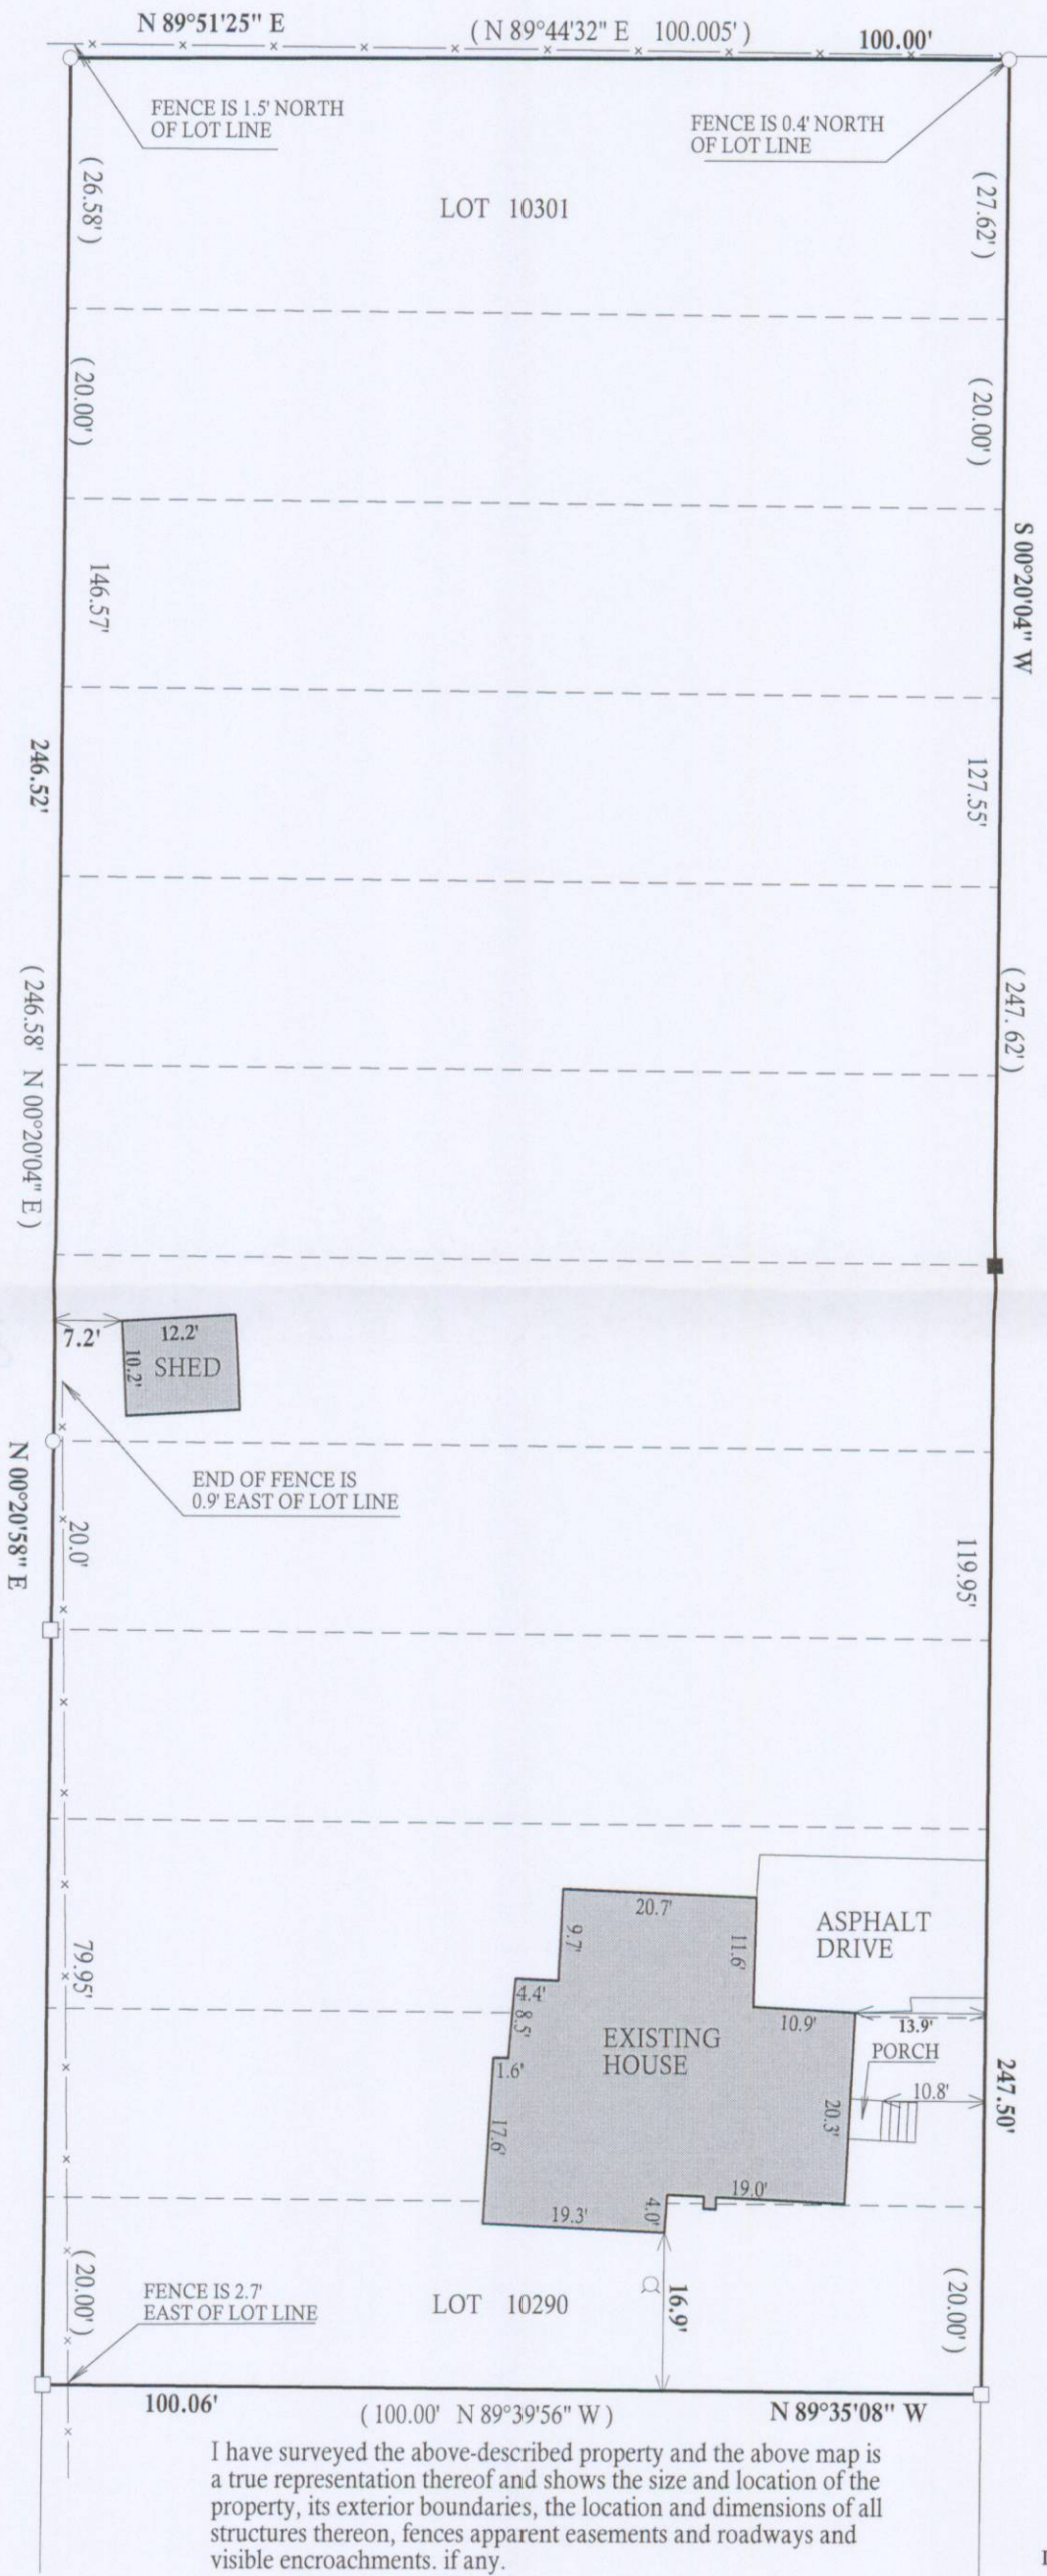 N 89°51'25" E
( N 89°44'32" E 100.005' )
100.00'
FENCE IS 1.5' NORTH
OF LOT LINE
FENCE IS 0.4' NORTH
OF LOT LINE
( 26.58' )
LOT 10301
( 27.62' )
( 20.00' )
( 20.00' )
S 00°20'04" W
146.57'
246.52'
127.55'
( 246.58' N 00°20'04" E )
( 247.62' )
7.2'
12.2'
10.2'
SHED
N 00°20'58" E
END OF FENCE IS
0.9' EAST OF LOT LINE
20.0'
119.95'
20.7'
9.7'
11.6'
ASPHALT
DRIVE
79.95'
4.4'
8.5'
10.9'
13.9'
EXISTING
HOUSE
PORCH
1.6'
10.8'
247.50'
17.6'
20.3'
19.3'
4.0'
19.0'
( 20.00' )
FENCE IS 2.7'
EAST OF LOT LINE
LOT 10290
16.9'
( 20.00' )
100.06'
( 100.00' N 89°39'56" W )
N 89°35'08" W
I have surveyed the above-described property and the above map is
a true representation thereof and shows the size and location of the
property, its exterior boundaries, the location and dimensions of all
structures thereon, fences apparent easements and roadways and
visible encroachments. if any.